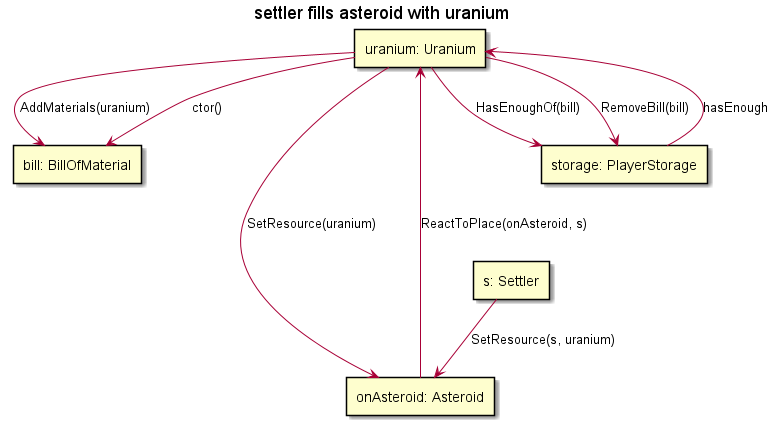 settler fills asteroid with uranium
uranium: Uranium
AddMaterials(uranium)
ctor()
HasEnoughOf(bill)
RemoveBill(bill)
hasEnough
bill: BillOfMaterial
storage: PlayerStorage
SetResource(uranium)
ReactToPlace(onAsteroid, s)
s: Settler
SetResource(s, uranium)
onAsteroid: Asteroid